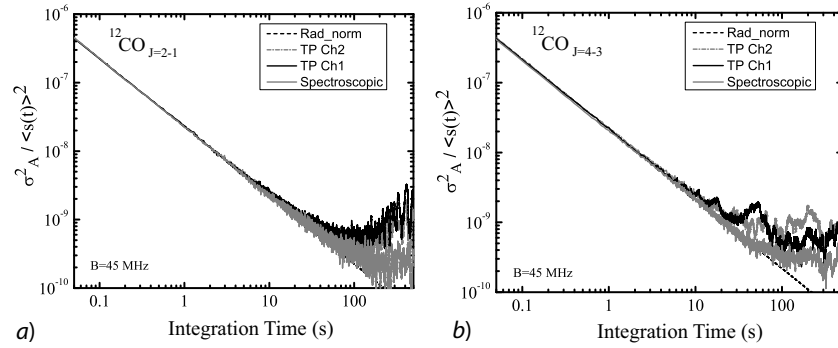 10⁻⁶
10⁻⁷
10⁻⁸
10⁻⁹
10⁻¹⁰
σ²_A / <s(t)>²
¹²CO J=2-1
Rad_norm
TP Ch2
TP Ch1
Spectroscopic
B=45 MHz
0.1 1 10 100
Integration Time (s)
a)
10⁻⁶
10⁻⁷
10⁻⁸
10⁻⁹
10⁻¹⁰
σ²_A / <s(t)>²
¹²CO J=4-3
Rad_norm
TP Ch2
TP Ch1
Spectroscopic
B=45 MHz
0.1 1 10 100
Integration Time (s)
b)